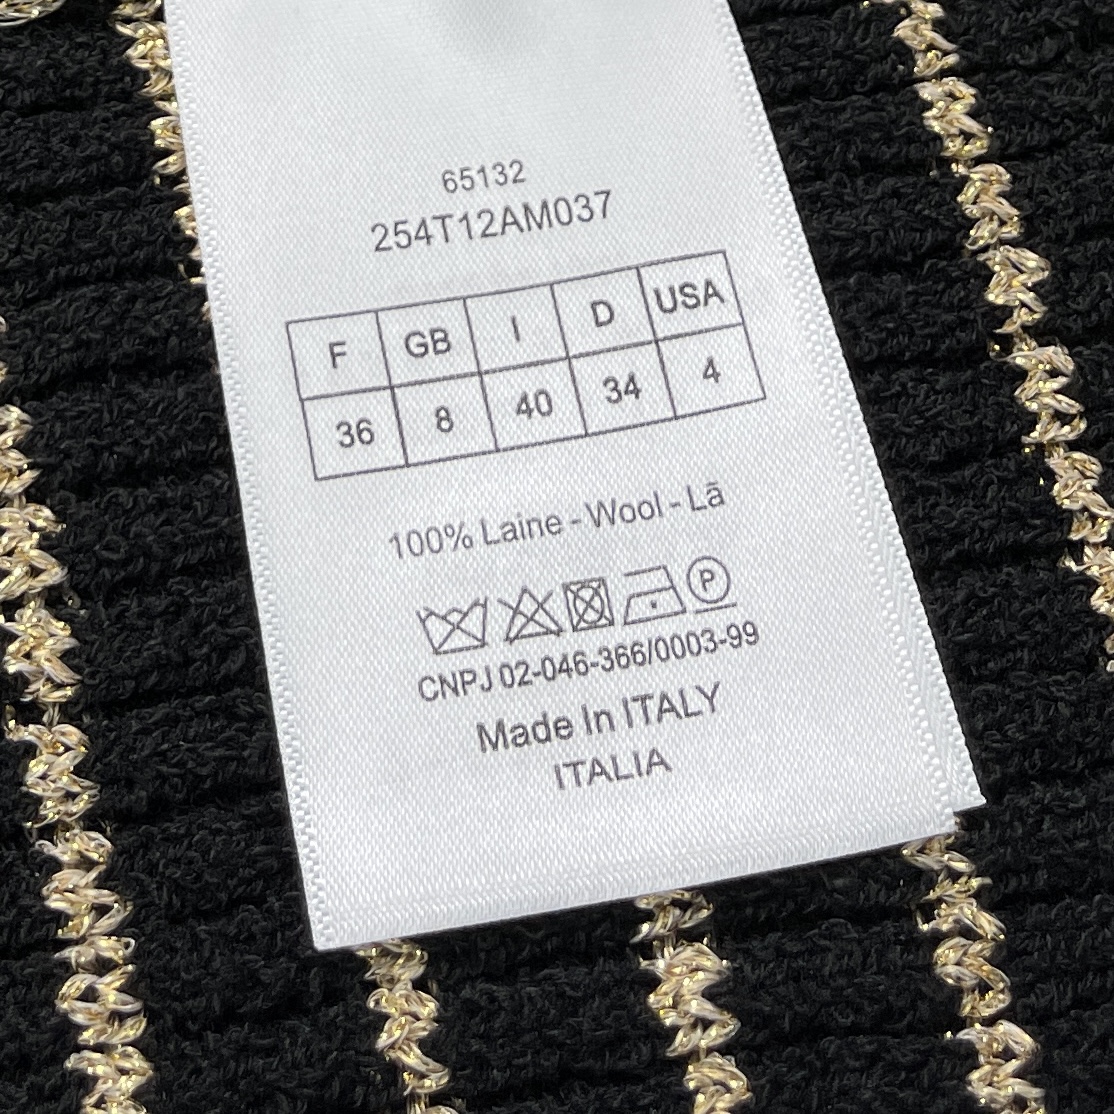 65132
254T12AM037
F GB I D USA
36 8 40 34 4
100% Laine - Wool - Lã
P
CNPJ 02-046-366/0003-99
Made In ITALY
ITALIA